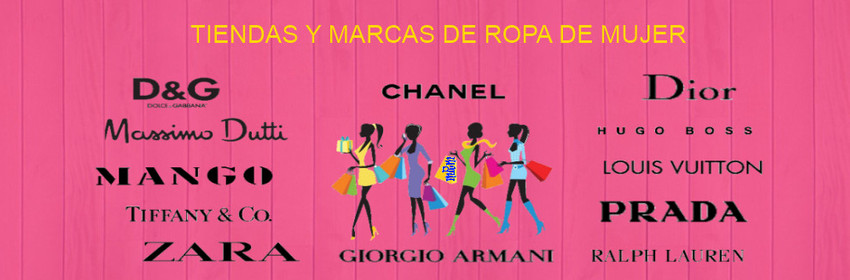 TIENDAS Y MARCAS DE ROPA DE MUJER
D&G
DOLCE & GABBANA
Massimo Dutti
MANGO
TIFFANY & CO.
ZARA
CHANEL
GIORGIO ARMANI
Dior
HUGO BOSS
LOUIS VUITTON
PRADA
RALPH LAUREN